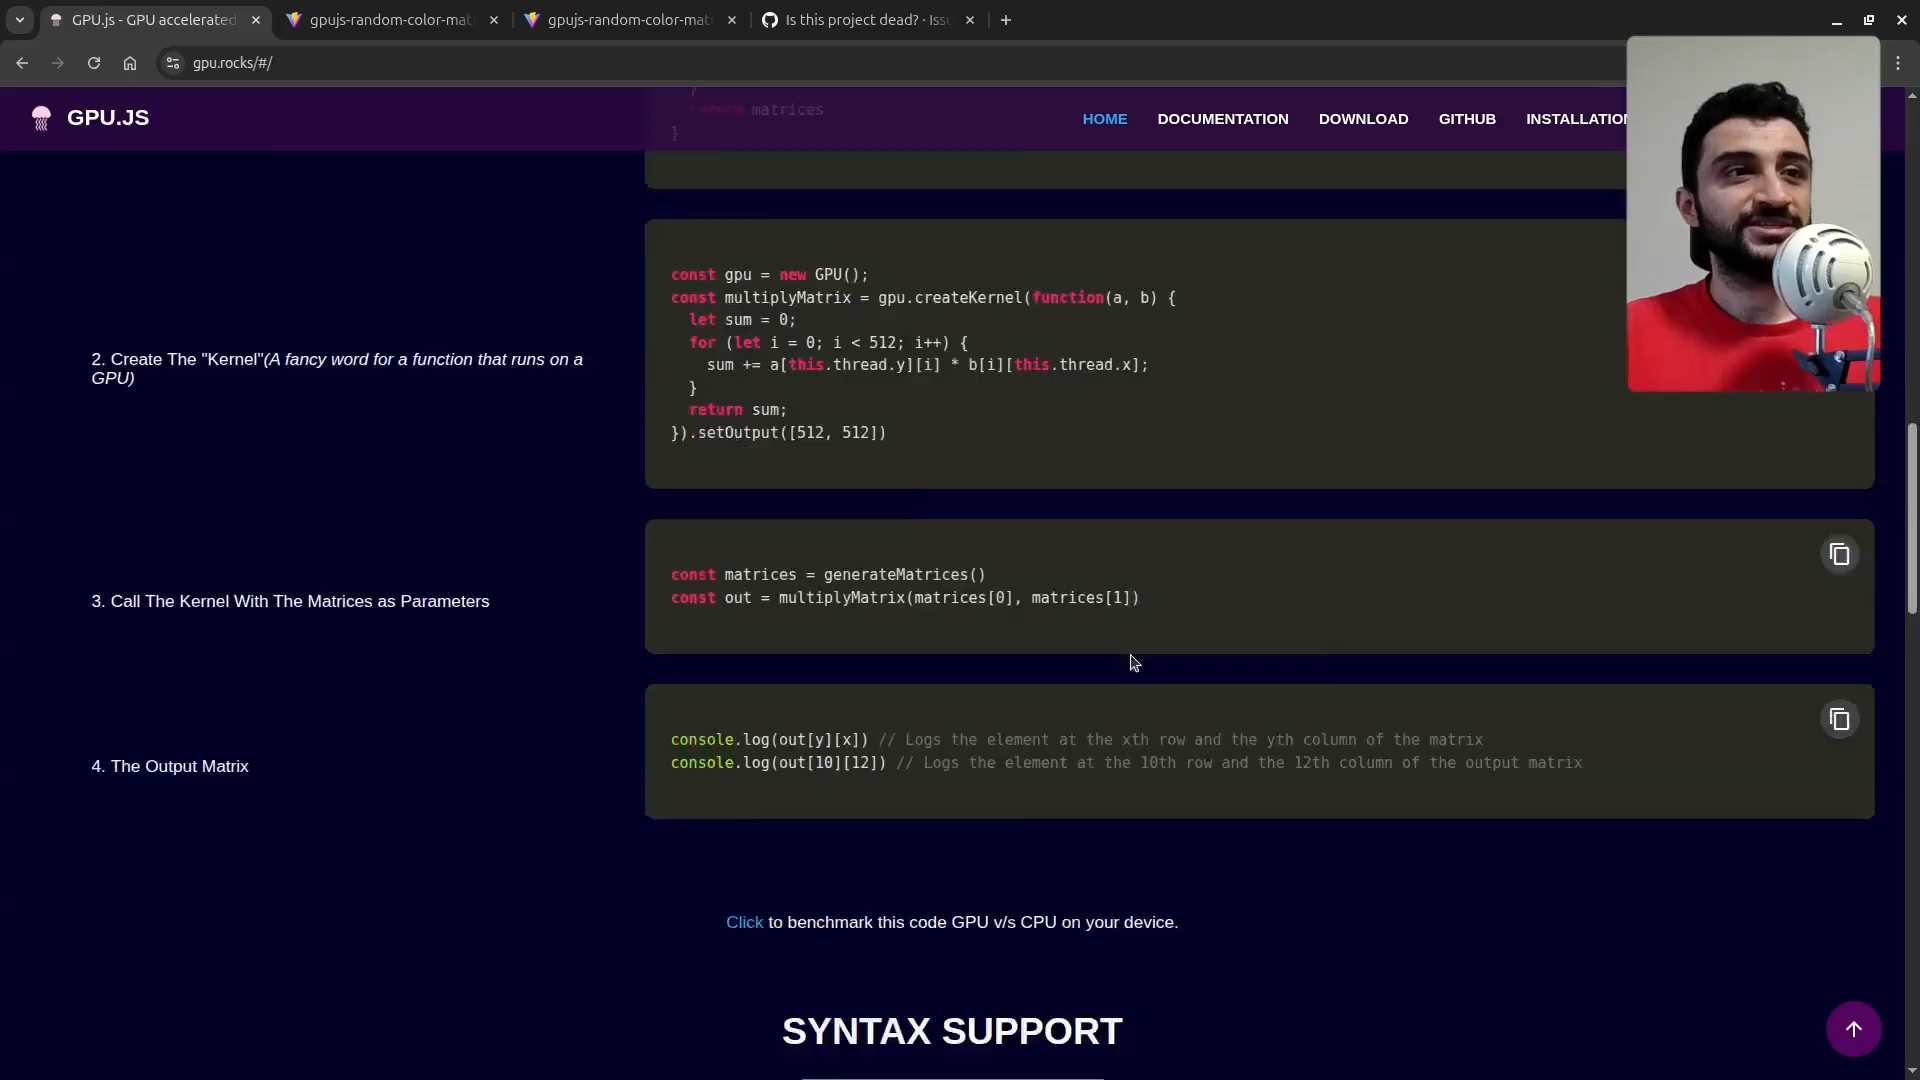 GPU.js - GPU accelerated
gpujs-random-color-mat
gpujs-random-color-mat
Is this project dead? · Iss
gpu.rocks/#/
GPU.JS
HOME
DOCUMENTATION
DOWNLOAD
GITHUB
INSTALLATION
}
return matrices
}
2. Create The "Kernel"(A fancy word for a function that runs on a
GPU)
const gpu = new GPU();
const multiplyMatrix = gpu.createKernel(function(a, b) {
let sum = 0;
for (let i = 0; i < 512; i++) {
sum += a[this.thread.y][i] * b[i][this.thread.x];
}
return sum;
}).setOutput([512, 512])
3. Call The Kernel With The Matrices as Parameters
const matrices = generateMatrices()
const out = multiplyMatrix(matrices[0], matrices[1])
4. The Output Matrix
console.log(out[y][x]) // Logs the element at the xth row and the yth column of the matrix
console.log(out[10][12]) // Logs the element at the 10th row and the 12th column of the output matrix
Click to benchmark this code GPU v/s CPU on your device.
SYNTAX SUPPORT